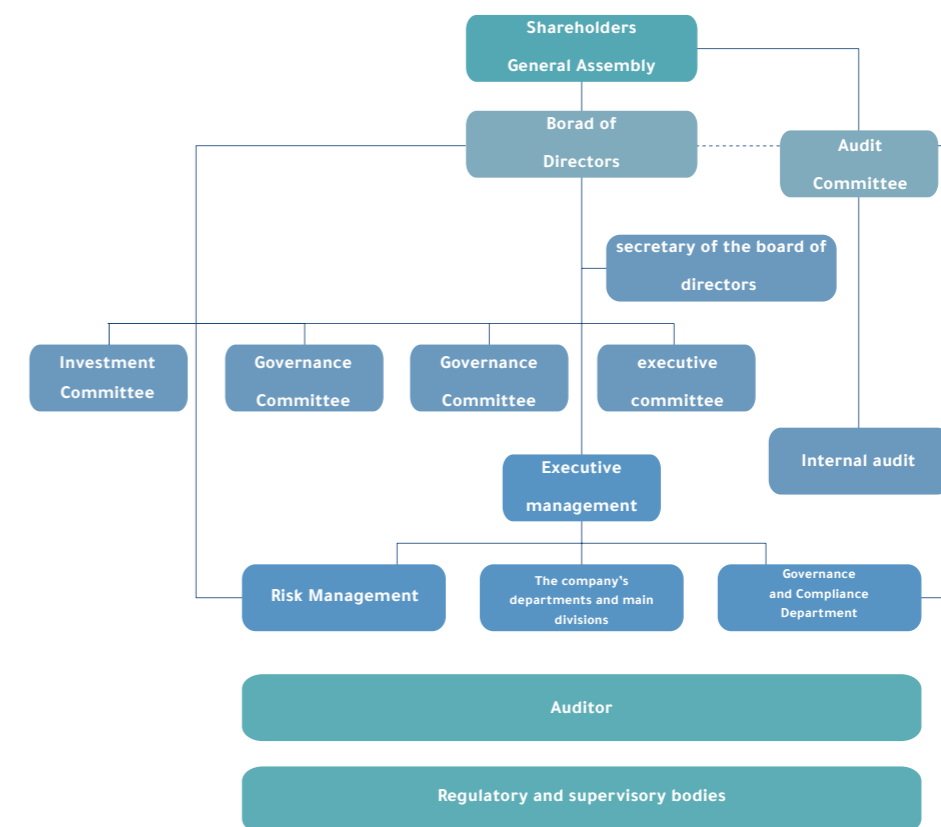 Shareholders
General Assembly
Borad of
Directors
Audit
Committee
secretary of the board of
directors
Investment
Committee
Governance
Committee
Governance
Committee
executive
committee
Internal audit
Executive
management
Risk Management
The company's
departments and main
divisions
Governance
and Compliance
Department
Auditor
Regulatory and supervisory bodies